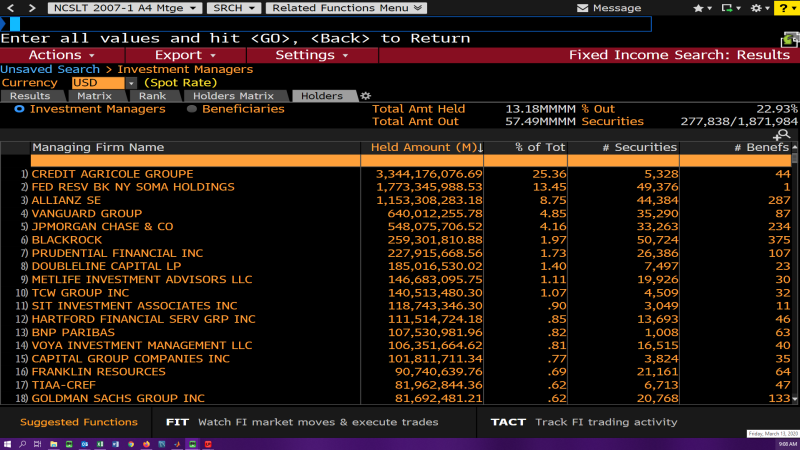 NCSLT 2007-1 A4 Mtge SRCH Related Functions Menu Message
Enter all values and hit <GO>, <Back> to Return
Actions Export Settings Fixed Income Search: Results
Unsaved Search > Investment Managers
Currency USD (Spot Rate)
Results Matrix Rank Holders Matrix Holders
Investment Managers Beneficiaries Total Amt Held 13.18MMMM % Out 22.93%
Total Amt Out 57.49MMMM Securities 277,838/1,871,984
Managing Firm Name Held Amount (M) % of Tot # Securities # Benefs
1) CREDIT AGRICOLE GROUPE 3,344,176,076.69 25.36 5,328 44
2) FED RESV BK NY SOMA HOLDINGS 1,773,345,988.53 13.45 49,376 1
3) ALLIANZ SE 1,153,308,283.18 8.75 44,384 287
4) VANGUARD GROUP 640,012,255.78 4.85 35,290 87
5) JPMORGAN CHASE & CO 548,075,706.52 4.16 33,263 234
6) BLACKROCK 259,301,810.88 1.97 50,724 375
7) PRUDENTIAL FINANCIAL INC 227,915,668.56 1.73 26,386 107
8) DOUBLELINE CAPITAL LP 185,016,530.02 1.40 7,497 23
9) METLIFE INVESTMENT ADVISORS LLC 146,683,095.75 1.11 19,926 30
10) TCW GROUP INC 140,513,480.30 1.07 4,509 32
11) SIT INVESTMENT ASSOCIATES INC 118,743,346.30 .90 3,049 11
12) HARTFORD FINANCIAL SERV GRP INC 111,514,724.18 .85 13,693 46
13) BNP PARIBAS 107,530,981.96 .82 1,008 63
14) VOYA INVESTMENT MANAGEMENT LLC 106,351,664.62 .81 16,515 40
15) CAPITAL GROUP COMPANIES INC 101,811,711.34 .77 3,824 35
16) FRANKLIN RESOURCES 90,740,639.76 .69 21,161 64
17) TIAA-CREF 81,962,844.36 .62 6,713 47
18) GOLDMAN SACHS GROUP INC 81,692,481.21 .62 20,768 133
Suggested Functions FIT Watch FI market moves & execute trades TACT Track FI trading activity
Friday, March 13, 2020
9:08 AM